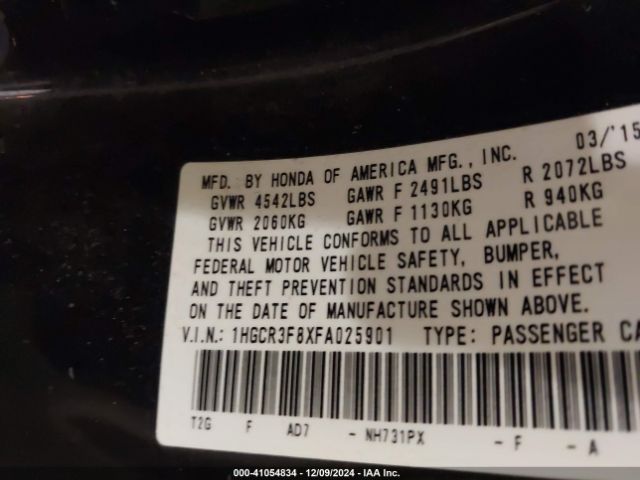 03/'15
MFD. BY HONDA OF AMERICA MFG., INC.
GVWR 4542LBS GAWR F 2491LBS R 2072LBS
GVWR 2060KG GAWR F 1130KG R 940KG
THIS VEHICLE CONFORMS TO ALL APPLICABLE
FEDERAL MOTOR VEHICLE SAFETY, BUMPER,
AND THEFT PREVENTION STANDARDS IN EFFECT
ON THE DATE OF MANUFACTURE SHOWN ABOVE.
V.I.N.: 1HGCR3F8XFA025901 TYPE: PASSENGER CA
T2G F AD7 - NH731PX - F - A
000-41054834 - 12/09/2024 - IAA Inc.